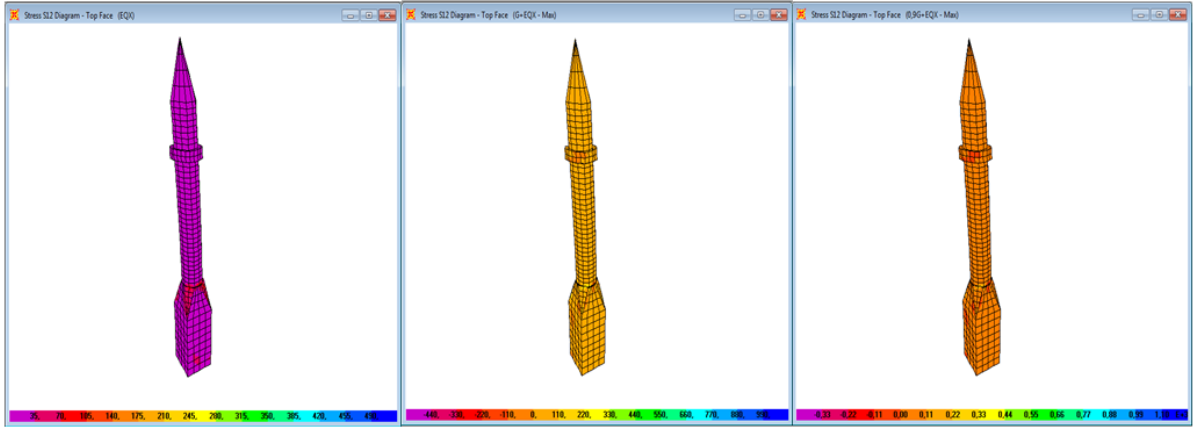 Stress S12 Diagram - Top Face (EQX)
Stress S12 Diagram - Top Face (G+EQX - Max)
Stress S12 Diagram - Top Face (0,9G+EQX - Max)
35, 70, 105, 140, 175, 210, 245, 280, 315, 350, 385, 420, 455, 490,
-440, -330, -220, -110, 0, 110, 220, 330, 440, 550, 660, 770, 880, 990,
-0,33 -0,22 -0,11 0,00 0,11 0,22 0,33 0,44 0,55 0,66 0,77 0,88 0,99 1,10